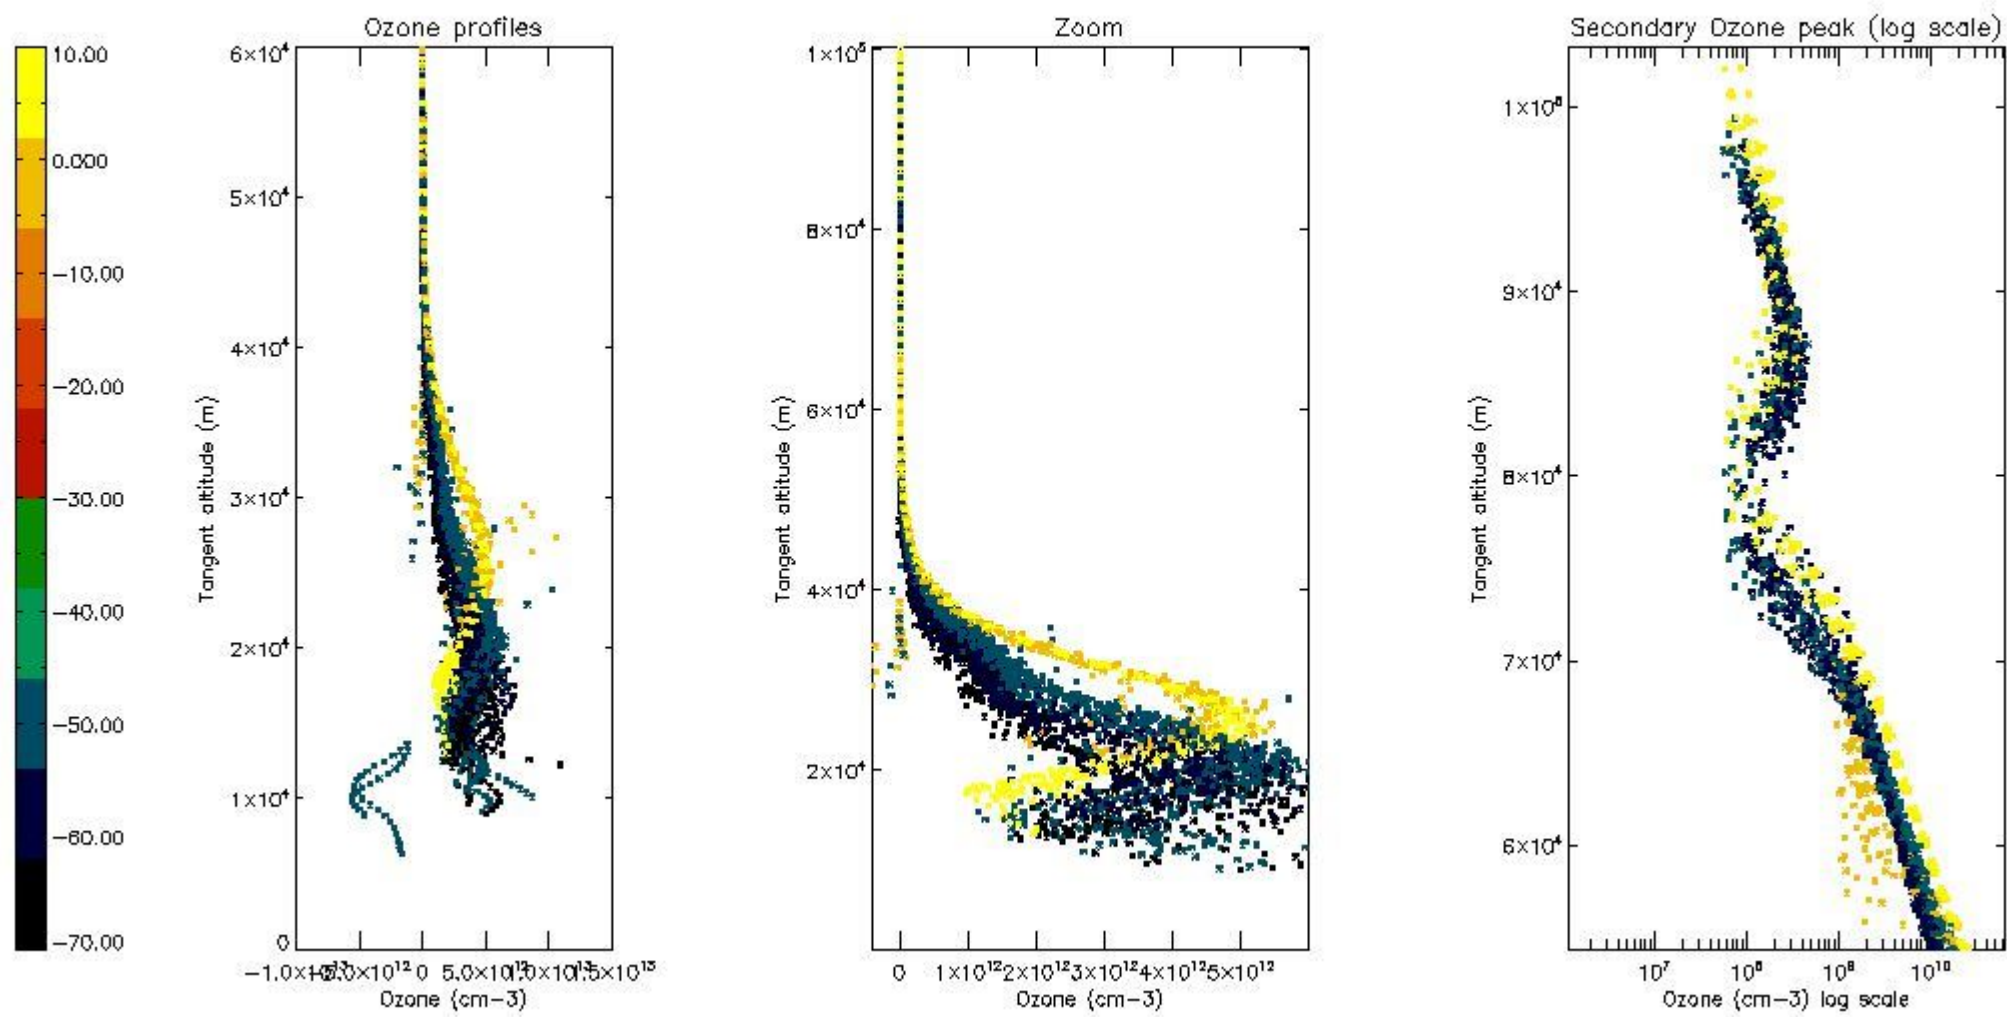 Ozone profiles
Zoom
Secondary Ozone peak (log scale)
10.00
0.000
-10.00
-20.00
-30.00
-40.00
-50.00
-60.00
-70.00
6×10⁴
5×10⁴
4×10⁴
3×10⁴
2×10⁴
1×10⁴
0
Tangent altitude (m)
0
5.0×10¹²
1.5×10¹³
Ozone (cm-3)
1×10⁵
8×10⁴
6×10⁴
4×10⁴
2×10⁴
Tangent altitude (m)
0 1×10¹² 2×10¹² 3×10¹² 4×10¹² 5×10¹²
Ozone (cm-3)
9×10⁴
8×10⁴
7×10⁴
6×10⁴
Tangent altitude (m)
10⁷ 10⁸ 10⁹ 10¹⁰
Ozone (cm-3) log scale